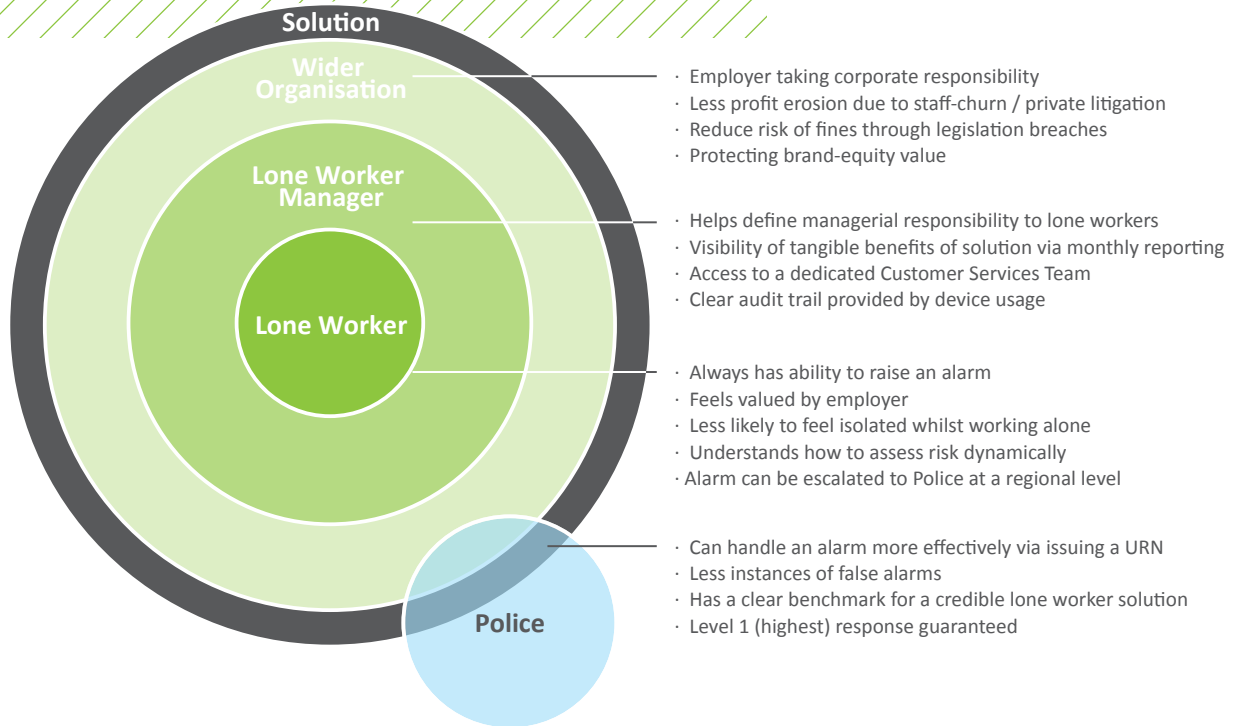 Solution
Wider
Organisation
· Employer taking corporate responsibility
· Less profit erosion due to staff-churn / private litigation
· Reduce risk of fines through legislation breaches
· Protecting brand-equity value
Lone Worker
Manager
· Helps define managerial responsibility to lone workers
· Visibility of tangible benefits of solution via monthly reporting
· Access to a dedicated Customer Services Team
· Clear audit trail provided by device usage
Lone Worker
· Always has ability to raise an alarm
· Feels valued by employer
· Less likely to feel isolated whilst working alone
· Understands how to assess risk dynamically
· Alarm can be escalated to Police at a regional level
Police
· Can handle an alarm more effectively via issuing a URN
· Less instances of false alarms
· Has a clear benchmark for a credible lone worker solution
· Level 1 (highest) response guaranteed